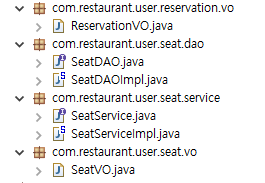 com.restaurant.user.reservation.vo
ReservationVO.java
com.restaurant.user.seat.dao
SeatDAO.java
SeatDAOImpl.java
com.restaurant.user.seat.service
SeatService.java
SeatServiceImpl.java
com.restaurant.user.seat.vo
SeatVO.java